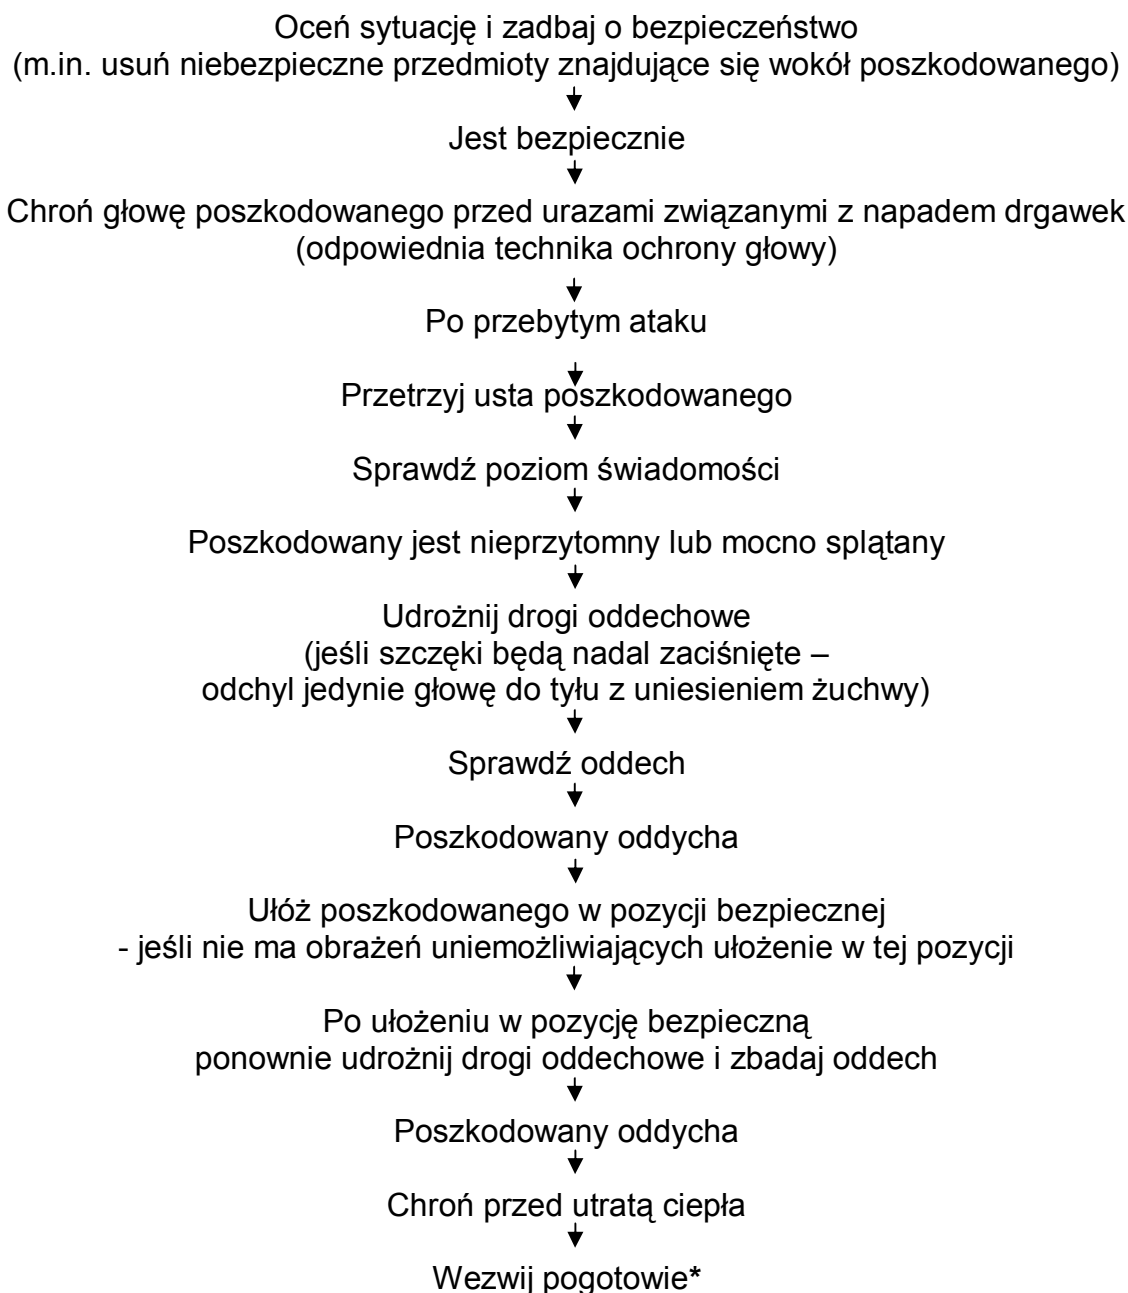 Oceń sytuację i zadbaj o bezpieczeństwo
(m.in. usuń niebezpieczne przedmioty znajdujące się wokół poszkodowanego)
Jest bezpiecznie
Chroń głowę poszkodowanego przed urazami związanymi z napadem drgawek
(odpowiednia technika ochrony głowy)
Po przebytym ataku
Przetrzyj usta poszkodowanego
Sprawdź poziom świadomości
Poszkodowany jest nieprzytomny lub mocno splątany
Udrożnij drogi oddechowe
(jeśli szczęki będą nadal zaciśnięte –
odchyl jedynie głowę do tyłu z uniesieniem żuchwy)
Sprawdź oddech
Poszkodowany oddycha
Ułóż poszkodowanego w pozycji bezpiecznej
- jeśli nie ma obrażeń uniemożliwiających ułożenie w tej pozycji
Po ułożeniu w pozycję bezpieczną
ponownie udrożnij drogi oddechowe i zbadaj oddech
Poszkodowany oddycha
Chroń przed utratą ciepła
Wezwij pogotowie*